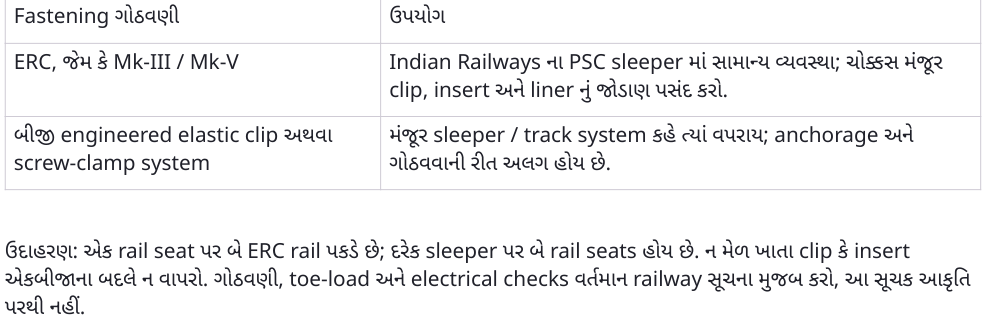 Fastening ગોઠવણી
ઉપયોગ
ERC, જેમ કે Mk-III / Mk-V
Indian Railways ના PSC sleeper માં સામાન્ય વ્યવસ્થા; ચોક્કસ મંજૂર
clip, insert અને liner નું જોડાણ પસંદ કરો.
બીજી engineered elastic clip અથવા
screw-clamp system
મંજૂર sleeper / track system કહે ત્યાં વપરાય; anchorage અને
ગોઠવવાની રીત અલગ હોય છે.
ઉદાહરણ: એક rail seat પર બે ERC rail પકડે છે; દરેક sleeper પર બે rail seats હોય છે. ન મેળ ખાતા clip કે insert
એકબીજાના બદલે ન વાપરો. ગોઠવણી, toe-load અને electrical checks વર્તમાન railway સૂચના મુજબ કરો, આ સૂચક આકૃતિ
પરથી નહીં.